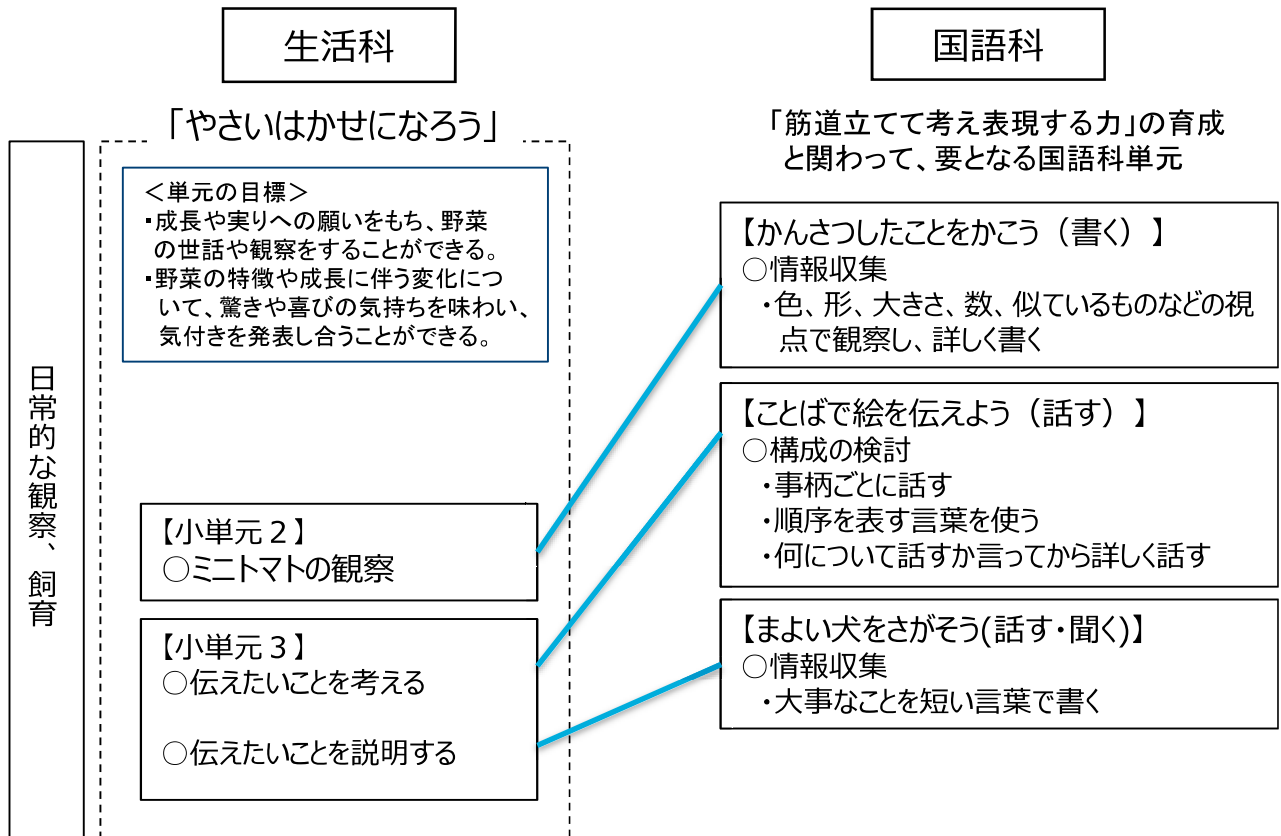 生活科
「やさいはかせになろう」
日常的な観察、飼育
＜単元の目標＞
・成長や実りへの願いをもち、野菜
の世話や観察をすることができる。
・野菜の特徴や成長に伴う変化につ
いて、驚きや喜びの気持ちを味わい、
気付きを発表し合うことができる。
【小単元２】
○ミニトマトの観察
【小単元３】
○伝えたいことを考える
○伝えたいことを説明する
国語科
「筋道立てて考え表現する力」の育成
と関わって、要となる国語科単元
【かんさつしたことをかこう（書く）】
○情報収集
・色、形、大きさ、数、似ているものなどの視
点で観察し、詳しく書く
【ことばで絵を伝えよう（話す）】
○構成の検討
・事柄ごとに話す
・順序を表す言葉を使う
・何について話すか言ってから詳しく話す
【まよい犬をさがそう(話す・聞く)】
○情報収集
・大事なことを短い言葉で書く